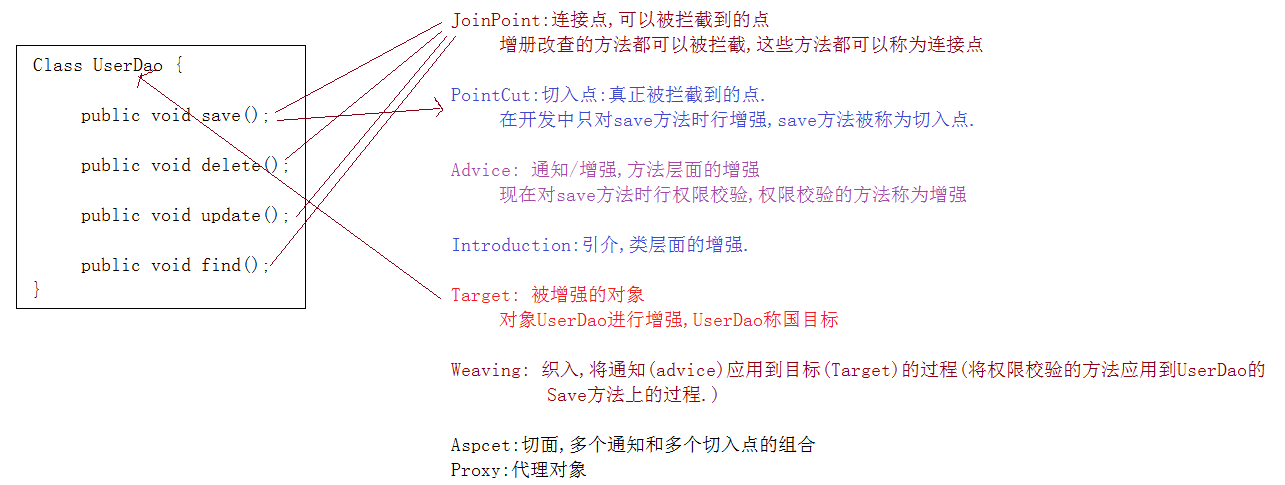 Class UserDao {
public void save();
public void delete();
public void update();
public void find();
}
JoinPoint:连接点,可以被拦截到的点
增册改查的方法都可以被拦截,这些方法都可以称为连接点
PointCut:切入点:真正被拦截到的点.
在开发中只对save方法时行增强,save方法被称为切入点.
Advice: 通知/增强,方法层面的增强
现在对save方法时行权限校验,权限校验的方法称为增强
Introduction:引介,类层面的增强.
Target: 被增强的对象
对象UserDao进行增强,UserDao称国目标
Weaving: 织入,将通知(advice)应用到目标(Target)的过程(将权限校验的方法应用到UserDao的
Save方法上的过程.)
Aspcet:切面,多个通知和多个切入点的组合
Proxy:代理对象